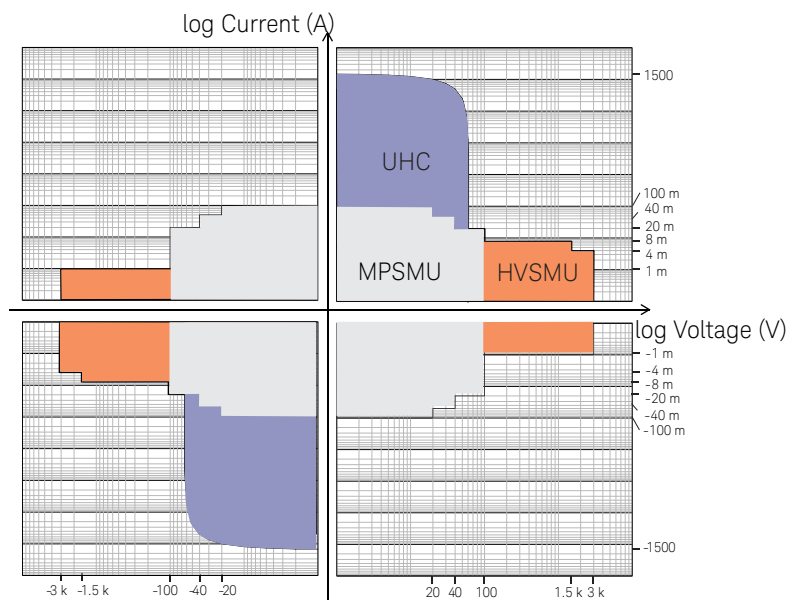 log Current (A)
1500
UHC
100 m
40 m
20 m
8 m
4 m
1 m
MPSMU
HVSMU
log Voltage (V)
-1 m
-4 m
-8 m
-20 m
-40 m
-100 m
-1500
-3 k -1.5 k -100 -40 -20
20 40 100 1.5 k 3 k